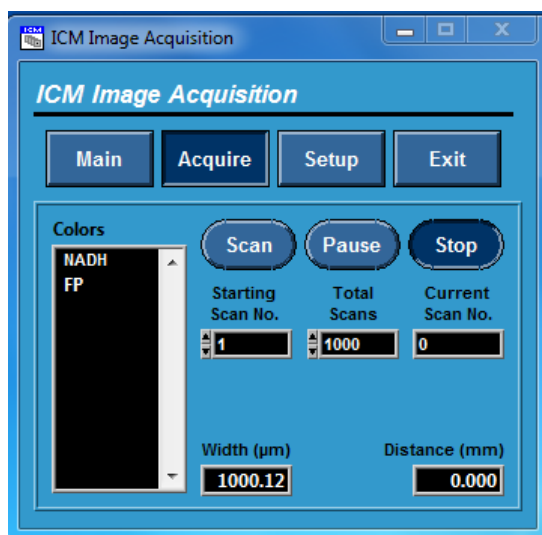 ICM
ICM Image Acquisition
ICM Image Acquisition
Main Acquire Setup Exit
Colors
NADH
FP
Scan Pause Stop
Starting Scan No.
Total Scans
Current Scan No.
1 1000 0
Width (µm) Distance (mm)
1000.12 0.000